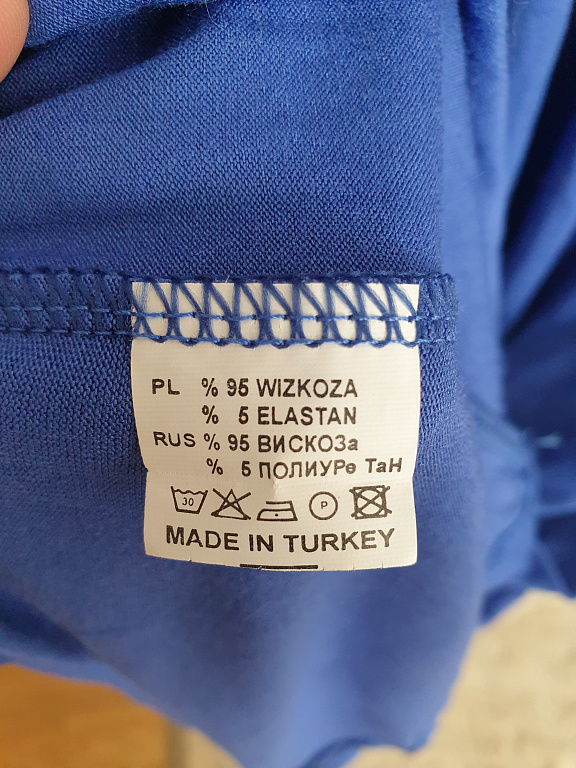 PL % 95 WIZKOZA
% 5 ELASTAN
RUS % 95 ВИСКОЗа
% 5 ПОЛИУРе ТаН
30 P
MADE IN TURKEY